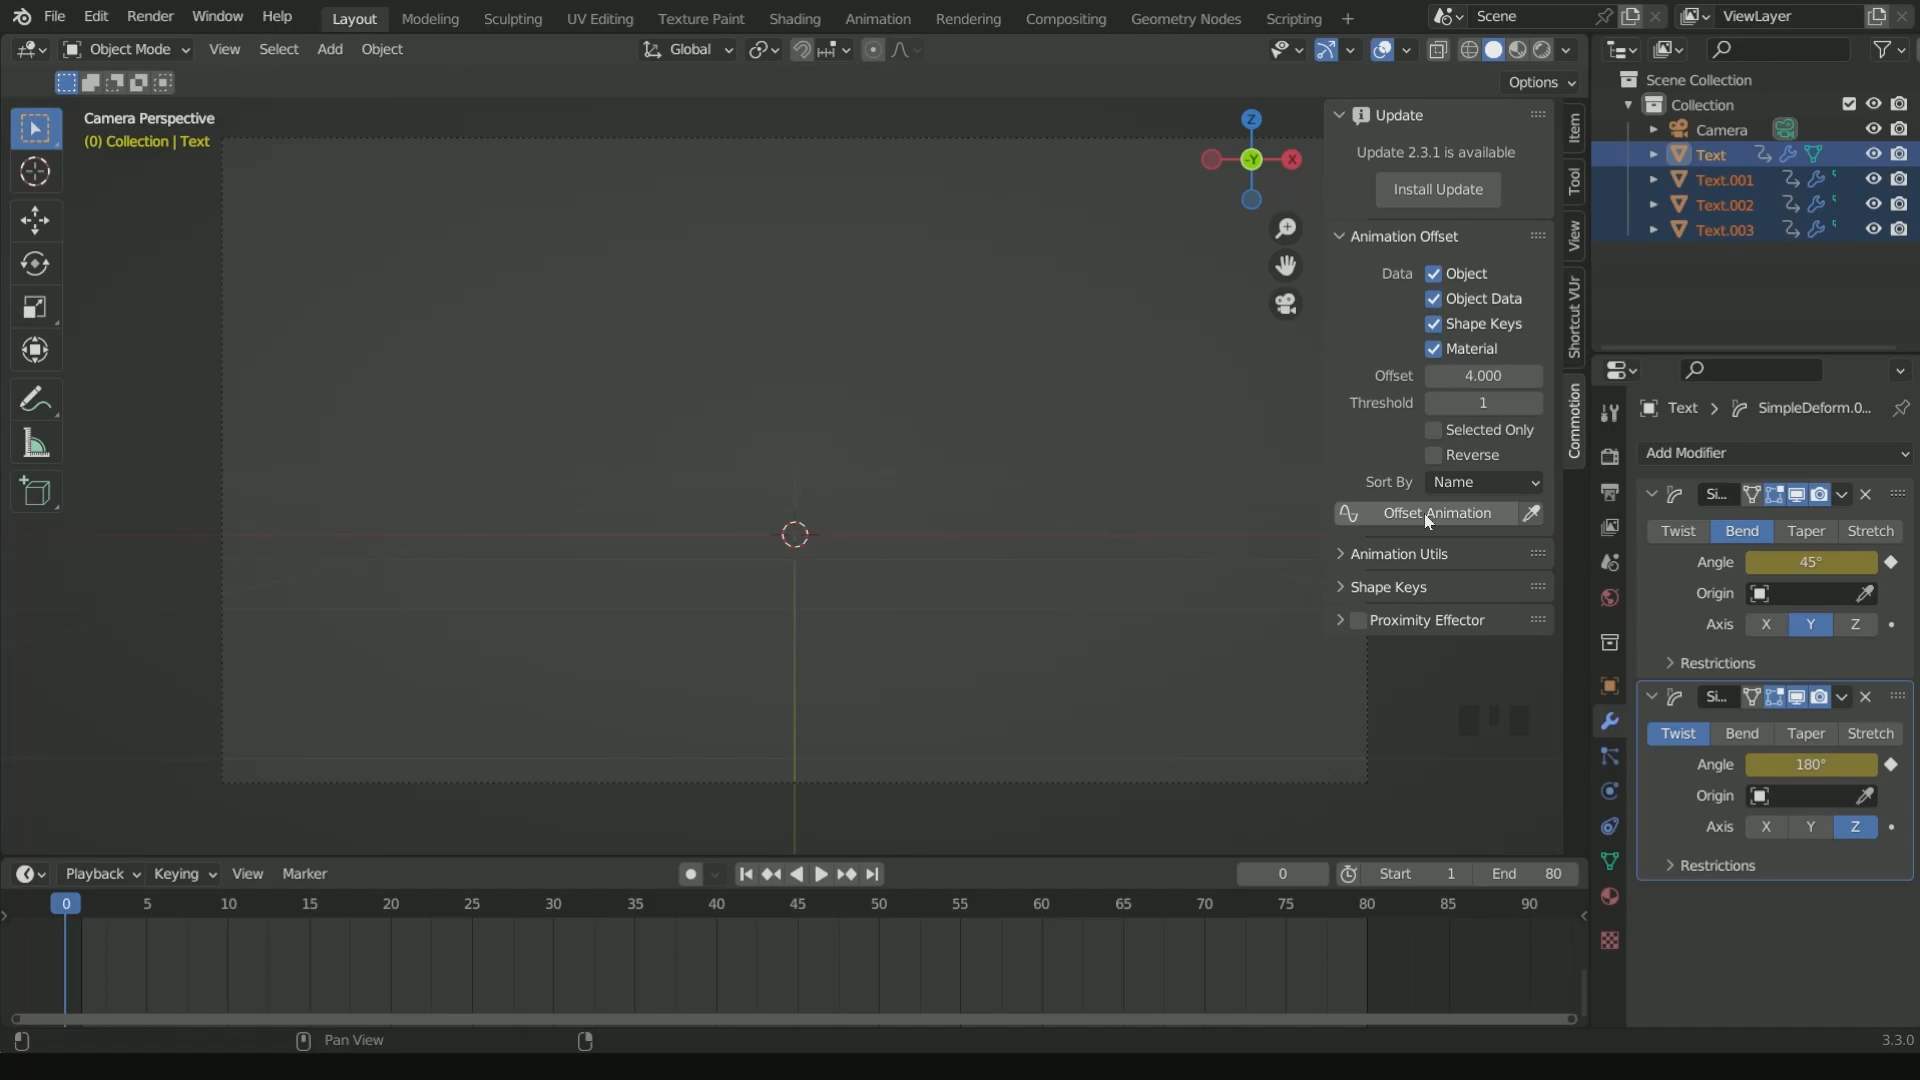 File Edit Render Window Help Layout Modeling Sculpting UV Editing Texture Paint Shading Animation Rendering Compositing Geometry Nodes Scripting + Scene ViewLayer
Object Mode View Select Add Object Global
Options
Camera Perspective
(0) Collection | Text
Z
-Y
X
Update
Update 2.3.1 is available
Install Update
Animation Offset
Data Object
Object Data
Shape Keys
Material
Offset 4.000
Threshold 1
Selected Only
Reverse
Sort By Name
Offset Animation
Animation Utils
Shape Keys
Proximity Effector
Item
Tool
View
Shortcut VUr
Commotion
Scene Collection
Collection
Camera
Text
Text.001
Text.002
Text.003
Text > SimpleDeform.0...
Add Modifier
Si...
Twist Bend Taper Stretch
Angle 45°
Origin
Axis X Y Z
Restrictions
Si...
Twist Bend Taper Stretch
Angle 180°
Origin
Axis X Y Z
Restrictions
Playback Keying View Marker 0 Start 1 End 80
0 5 10 15 20 25 30 35 40 45 50 55 60 65 70 75 80 85 90
Pan View 3.3.0